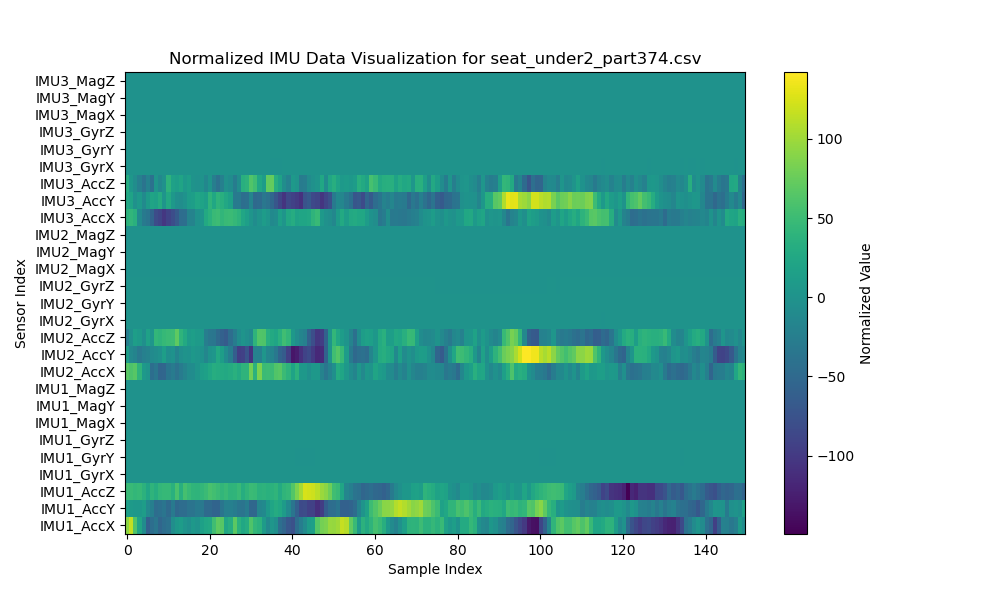 Normalized IMU Data Visualization for seat_under2_part374.csv
IMU3_MagZ
IMU3_MagY
IMU3_MagX
IMU3_GyrZ
IMU3_GyrY
IMU3_GyrX
IMU3_AccZ
IMU3_AccY
IMU3_AccX
IMU2_MagZ
IMU2_MagY
IMU2_MagX
IMU2_GyrZ
IMU2_GyrY
IMU2_GyrX
IMU2_AccZ
IMU2_AccY
IMU2_AccX
IMU1_MagZ
IMU1_MagY
IMU1_MagX
IMU1_GyrZ
IMU1_GyrY
IMU1_GyrX
IMU1_AccZ
IMU1_AccY
IMU1_AccX
Sensor Index
0 20 40 60 80 100 120 140
Sample Index
100
50
0
−50
−100
Normalized Value